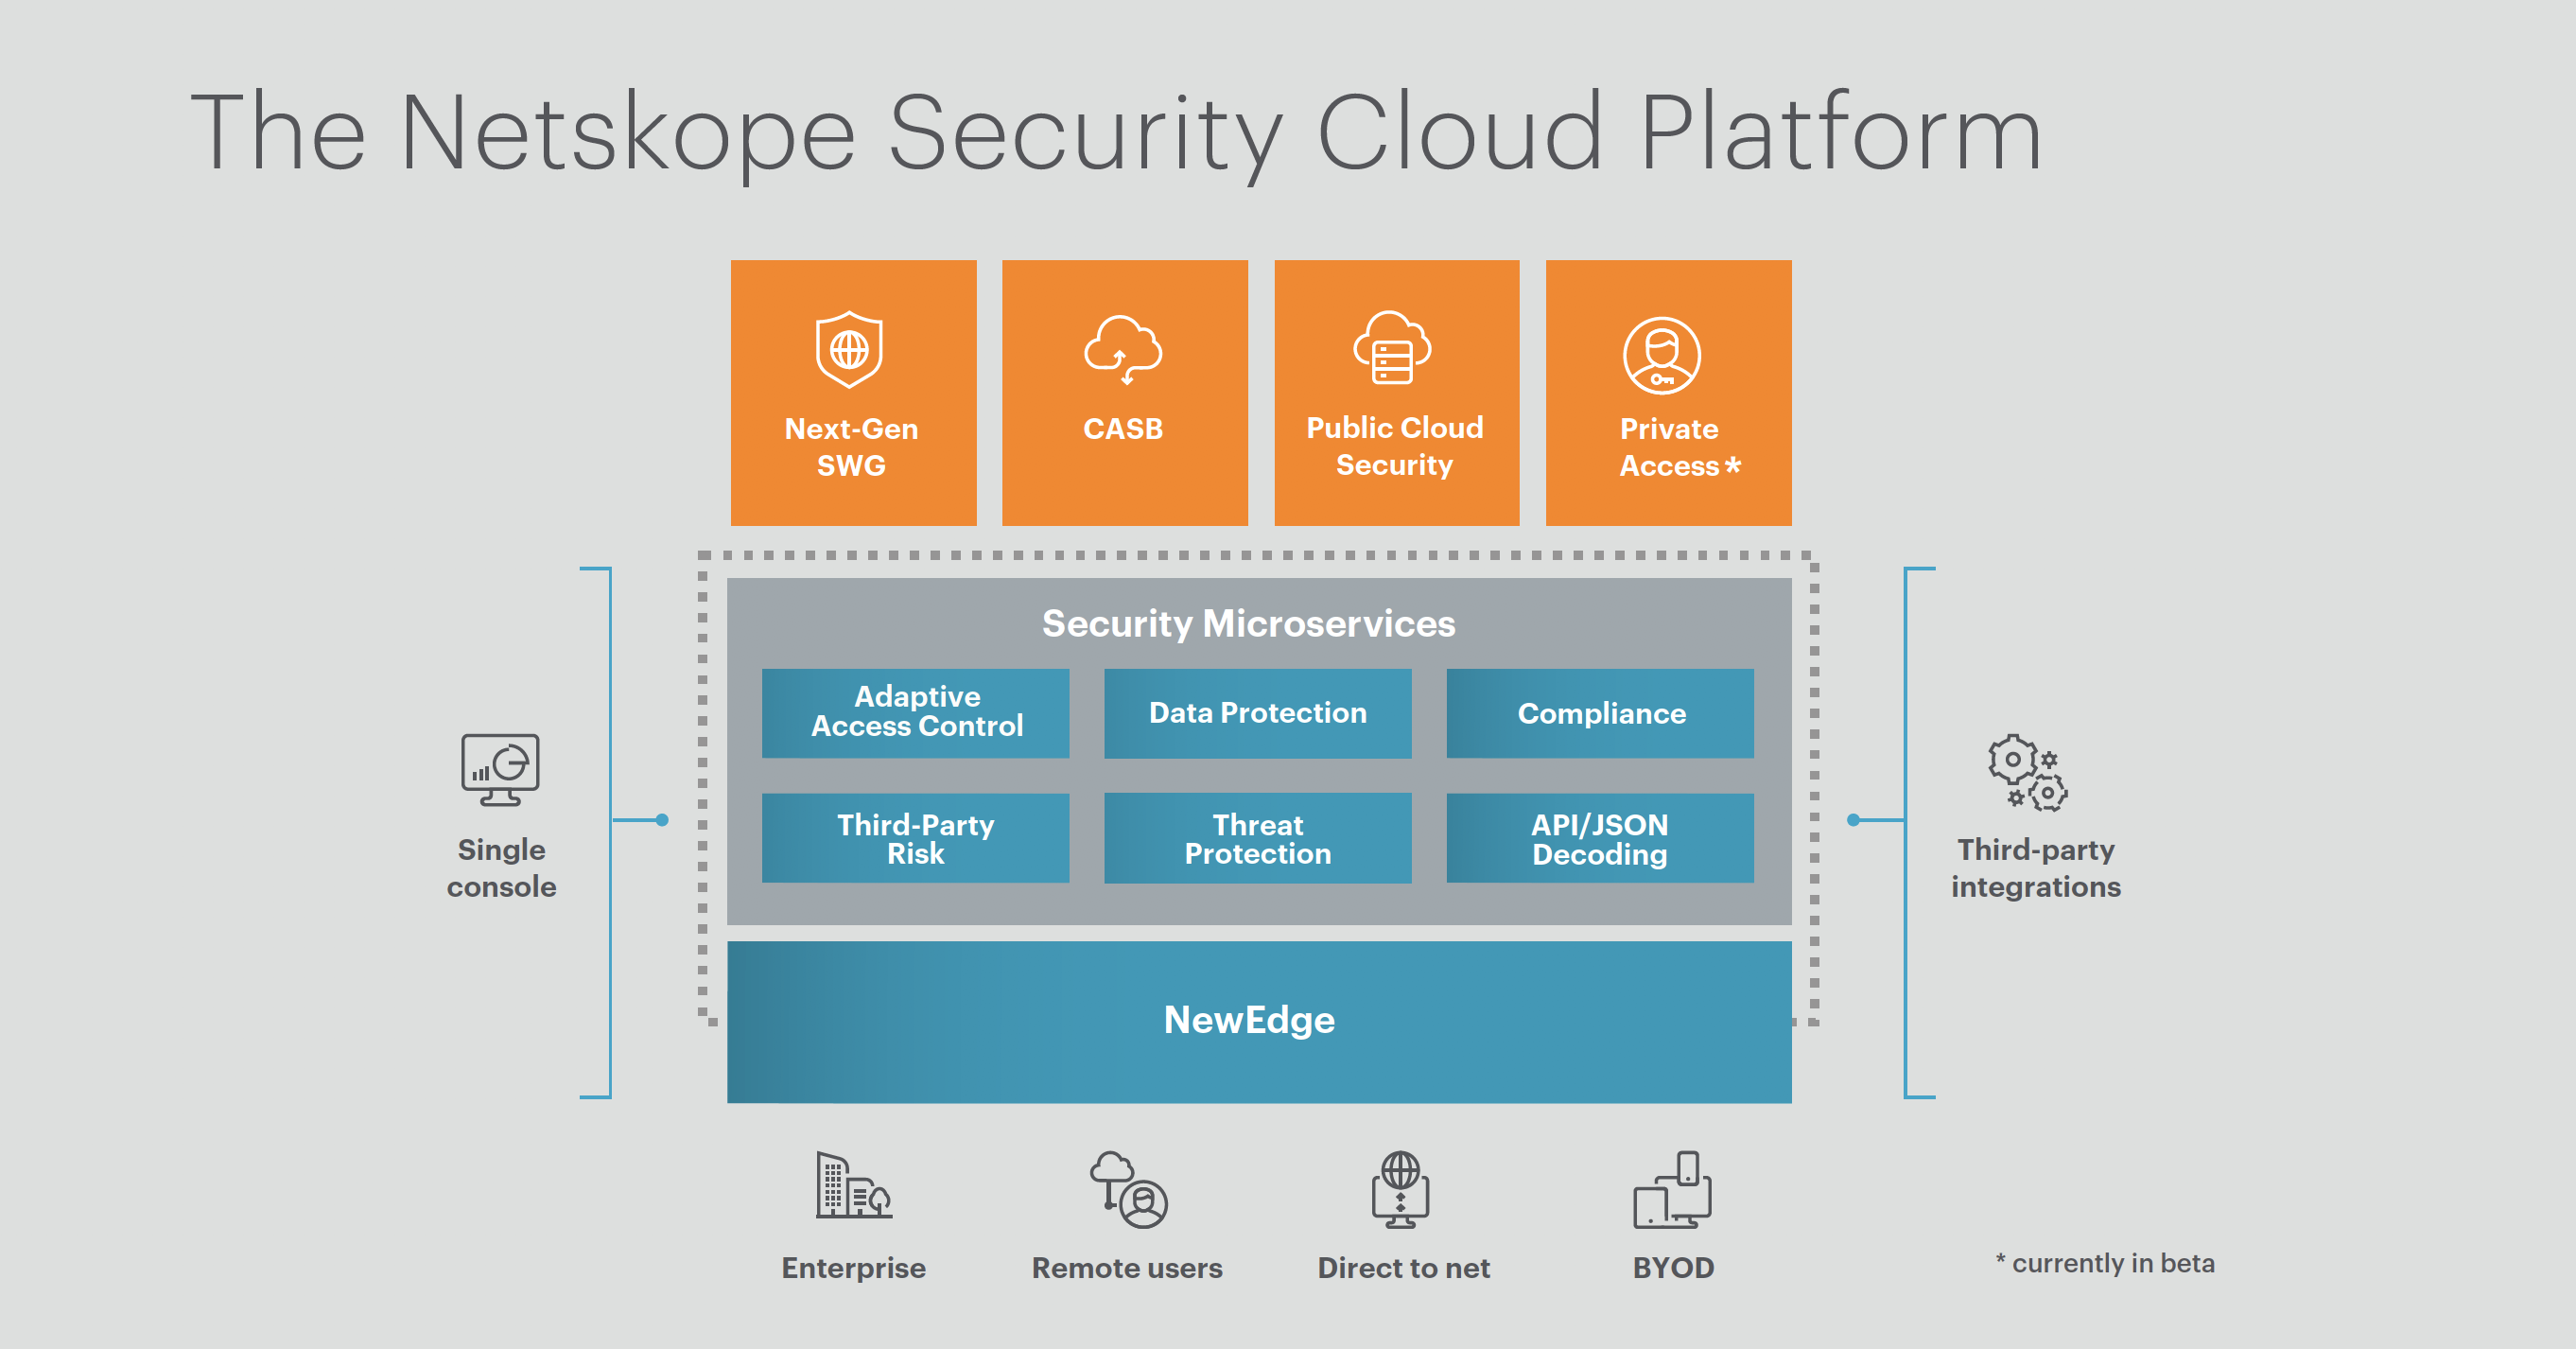 The Netskope Security Cloud Platform
Next-Gen
SWG
CASB
Public Cloud
Security
Private
Access *
Security Microservices
Adaptive
Access Control
Data Protection
Compliance
Third-Party
Risk
Threat
Protection
API/JSON
Decoding
Single
console
Third-party
integrations
NewEdge
Enterprise
Remote users
Direct to net
BYOD
* currently in beta